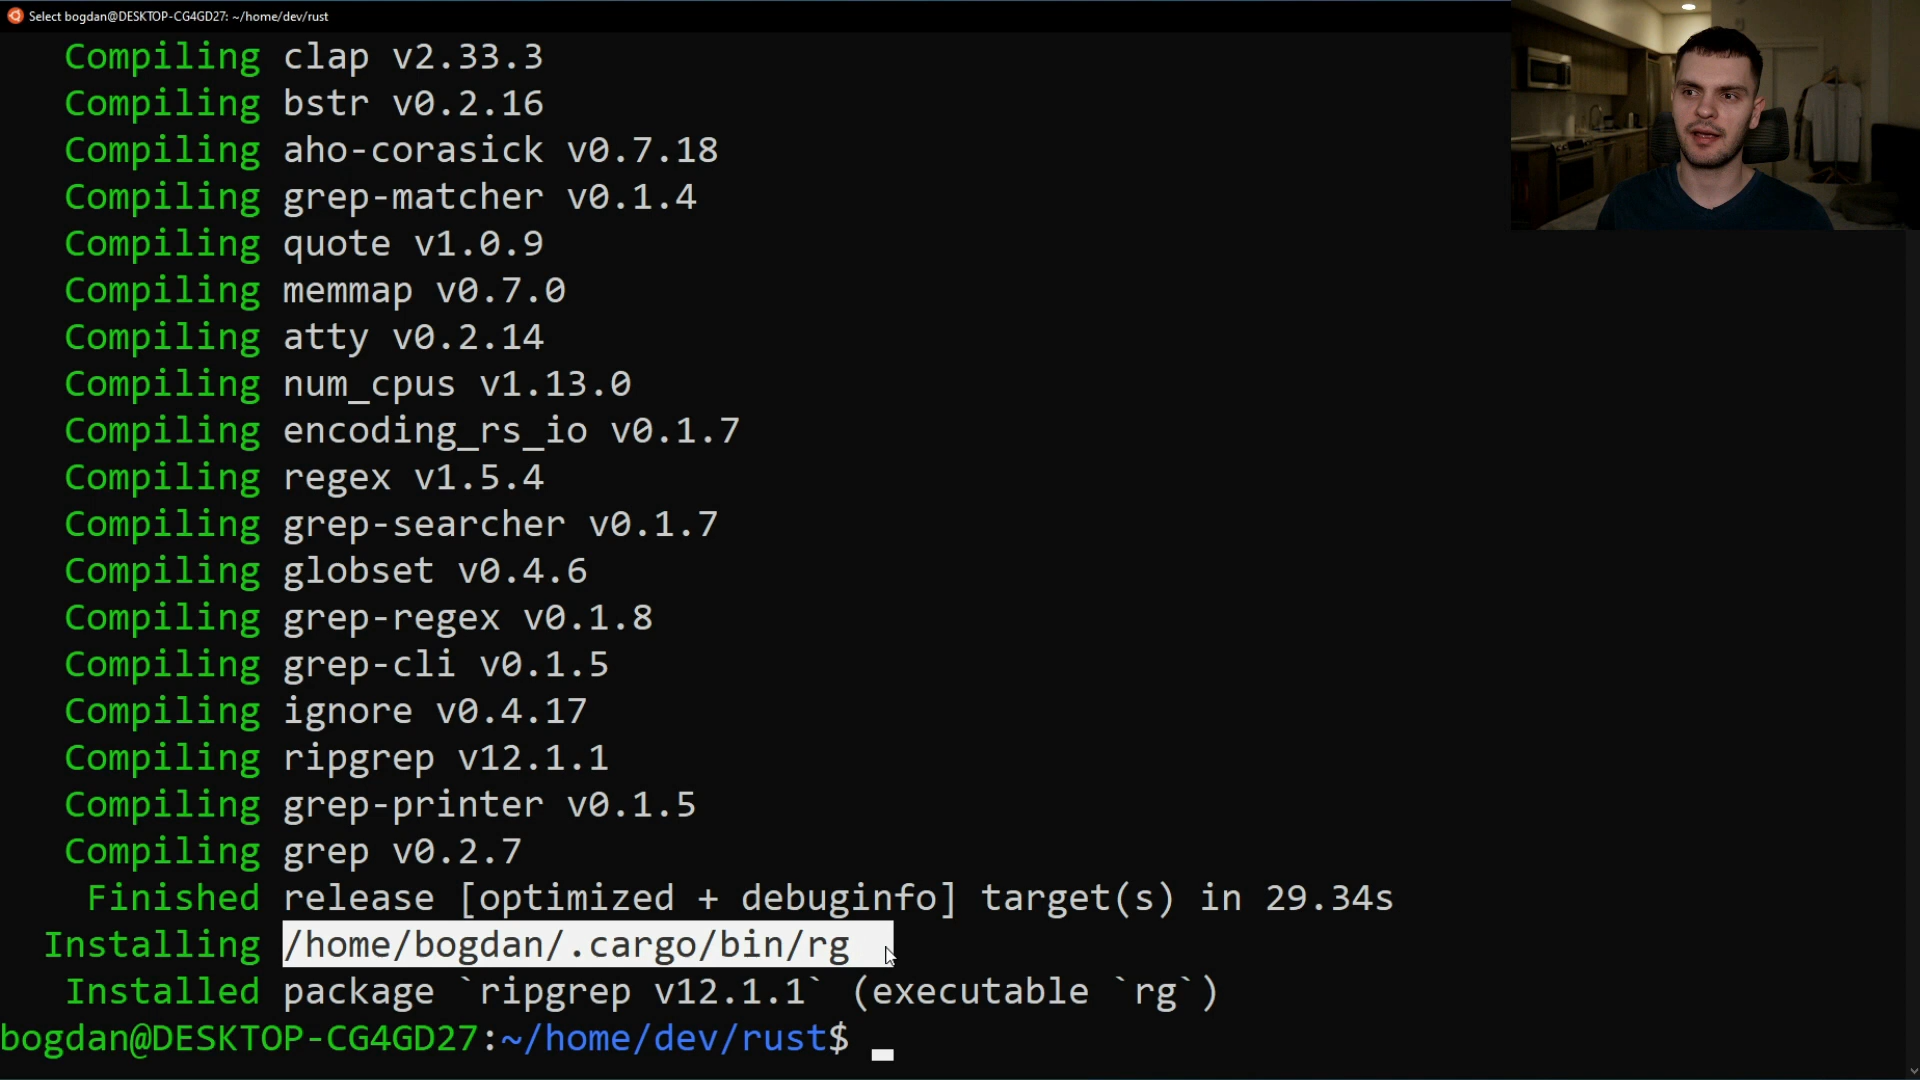 Select bogdan@DESKTOP-CG4GD27: ~/home/dev/rust
Compiling clap v2.33.3
Compiling bstr v0.2.16
Compiling aho-corasick v0.7.18
Compiling grep-matcher v0.1.4
Compiling quote v1.0.9
Compiling memmap v0.7.0
Compiling atty v0.2.14
Compiling num_cpus v1.13.0
Compiling encoding_rs_io v0.1.7
Compiling regex v1.5.4
Compiling grep-searcher v0.1.7
Compiling globset v0.4.6
Compiling grep-regex v0.1.8
Compiling grep-cli v0.1.5
Compiling ignore v0.4.17
Compiling ripgrep v12.1.1
Compiling grep-printer v0.1.5
Compiling grep v0.2.7
Finished release [optimized + debuginfo] target(s) in 29.34s
Installing /home/bogdan/.cargo/bin/rg
Installed package `ripgrep v12.1.1` (executable `rg`)
bogdan@DESKTOP-CG4GD27:~/home/dev/rust$